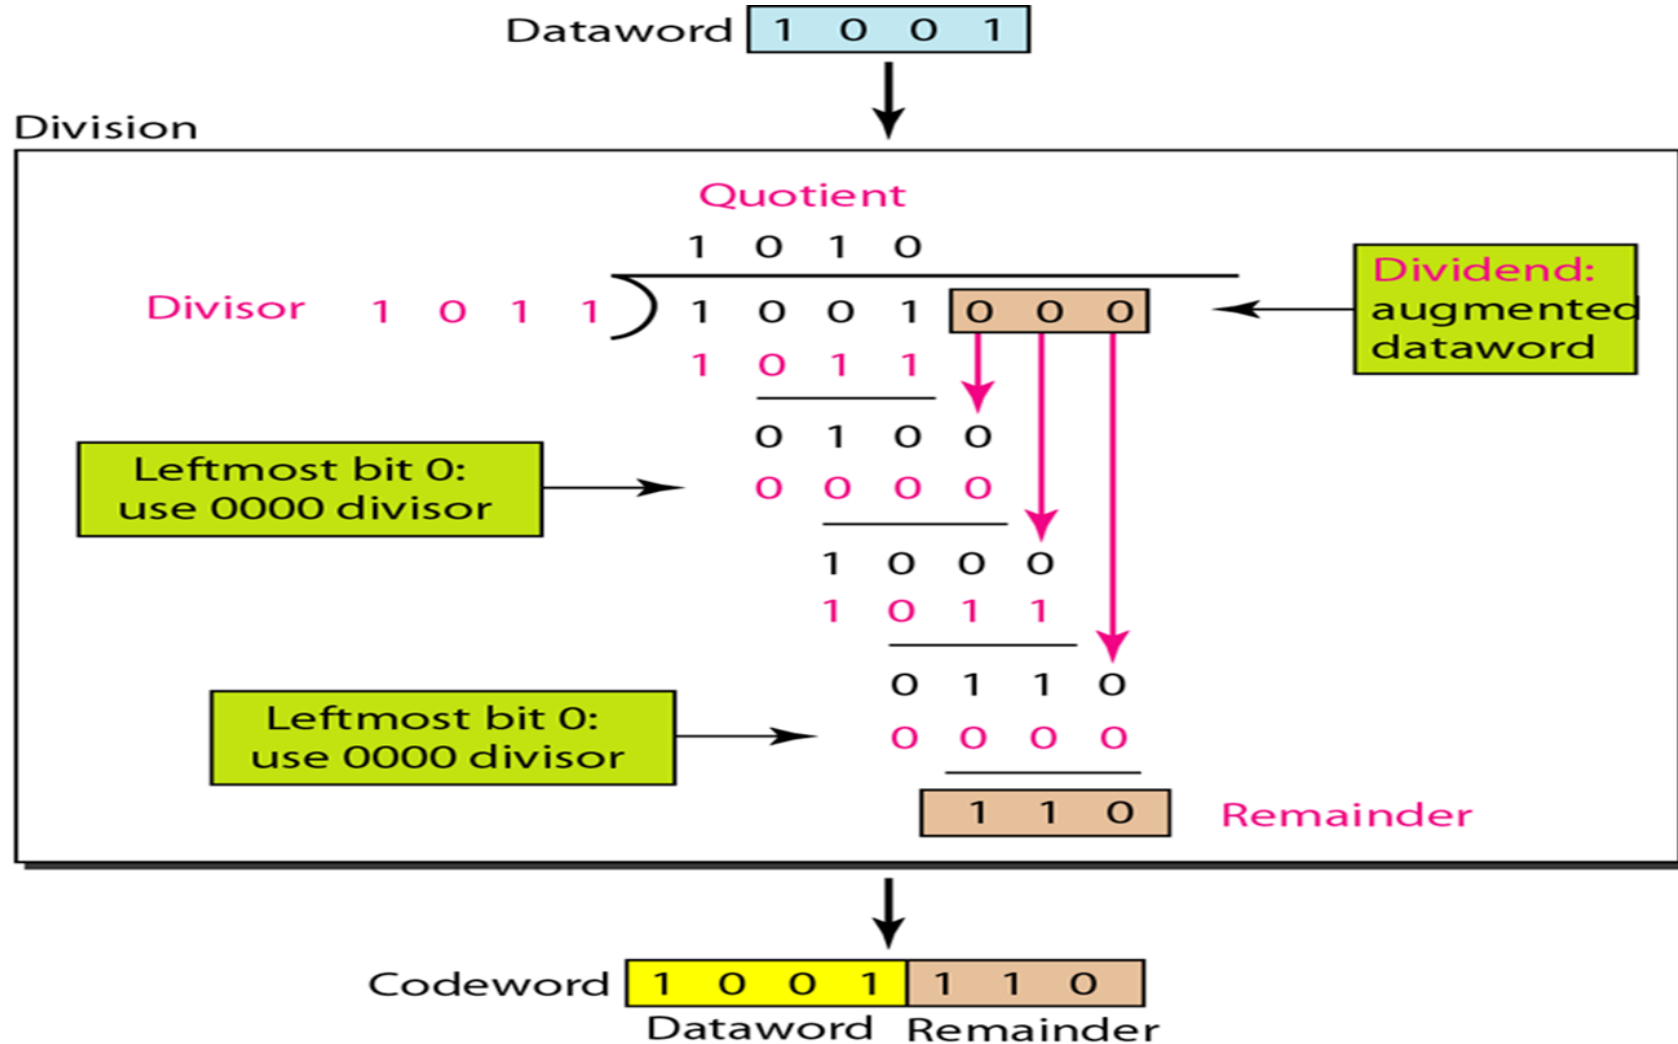 Dataword 1 0 0 1
Division
Quotient
1 0 1 0
Divisor 1 0 1 1 1 0 0 1 0 0 0
Dividend:
augmented
dataword
1 0 1 1
0 1 0 0
Leftmost bit 0:
use 0000 divisor
0 0 0 0
1 0 0 0
1 0 1 1
0 1 1 0
Leftmost bit 0:
use 0000 divisor
0 0 0 0
1 1 0 Remainder
Codeword 1 0 0 1 1 1 0
Dataword Remainder